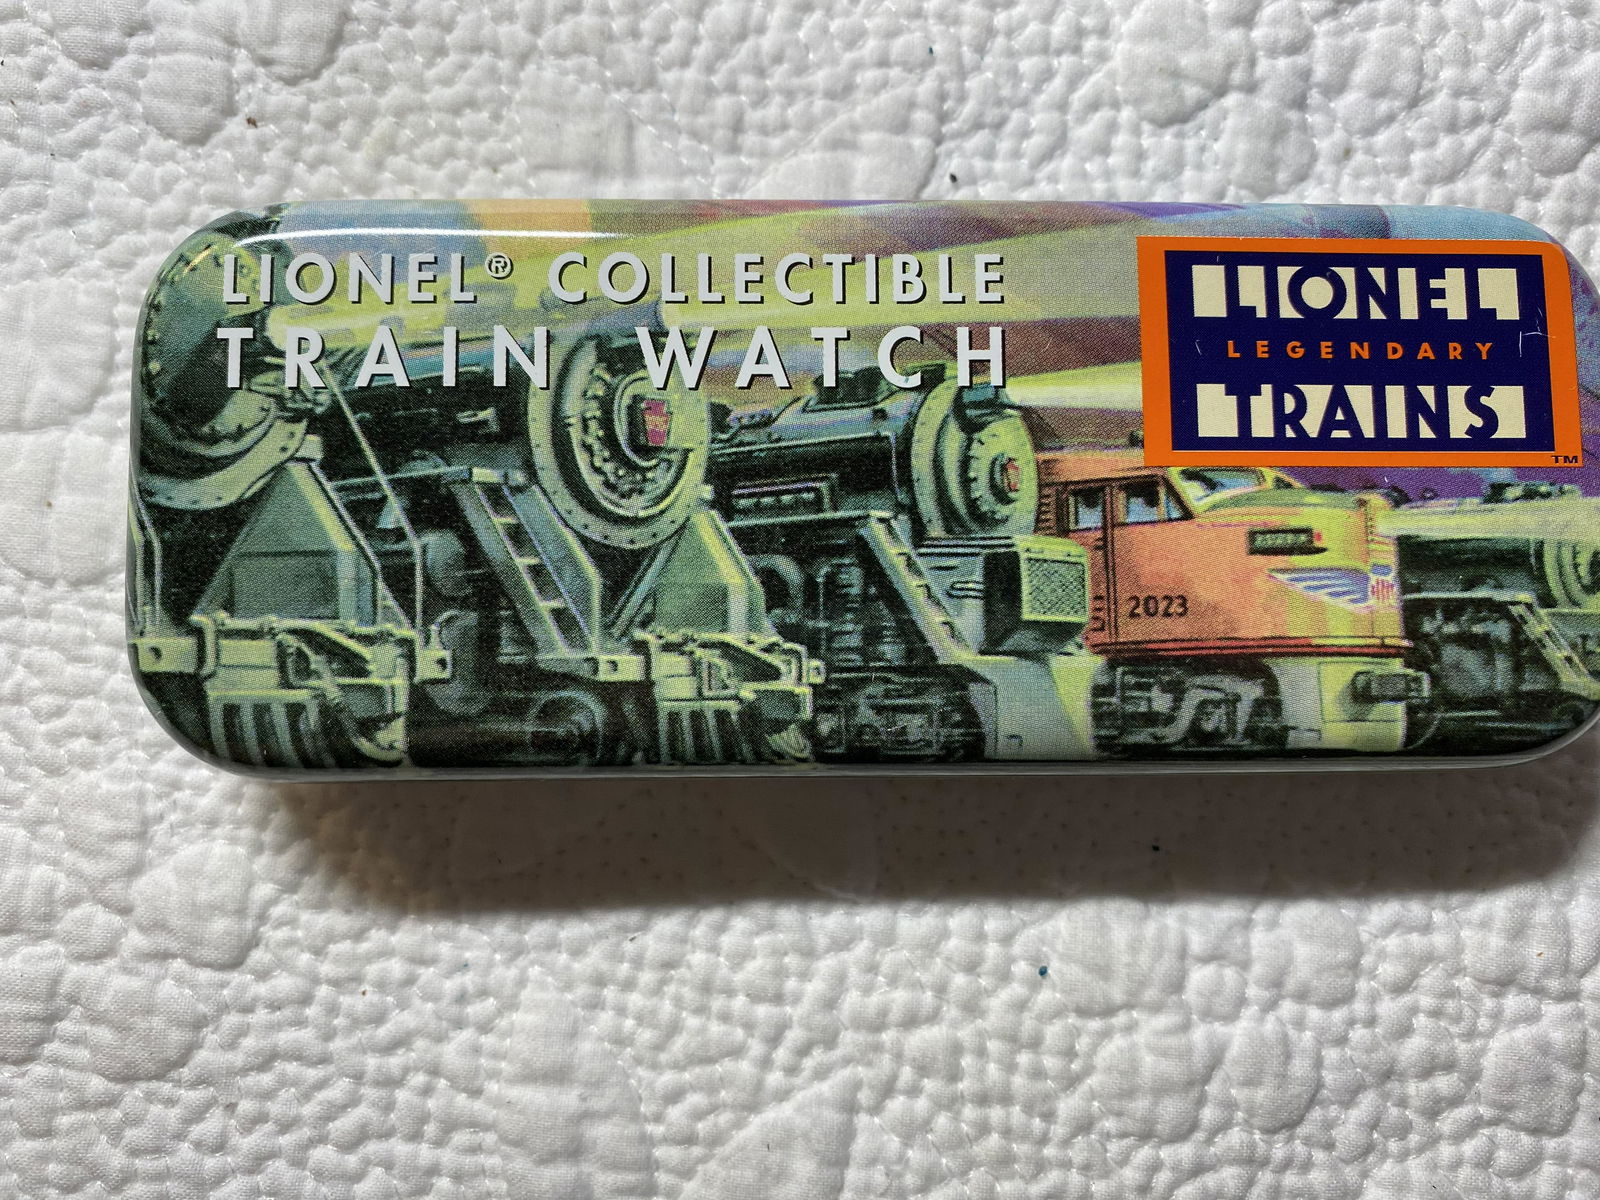 LIONEL® COLLECTIBLE
TRAIN WATCH
LIONEL
LEGENDARY
TRAINS
TM
2023